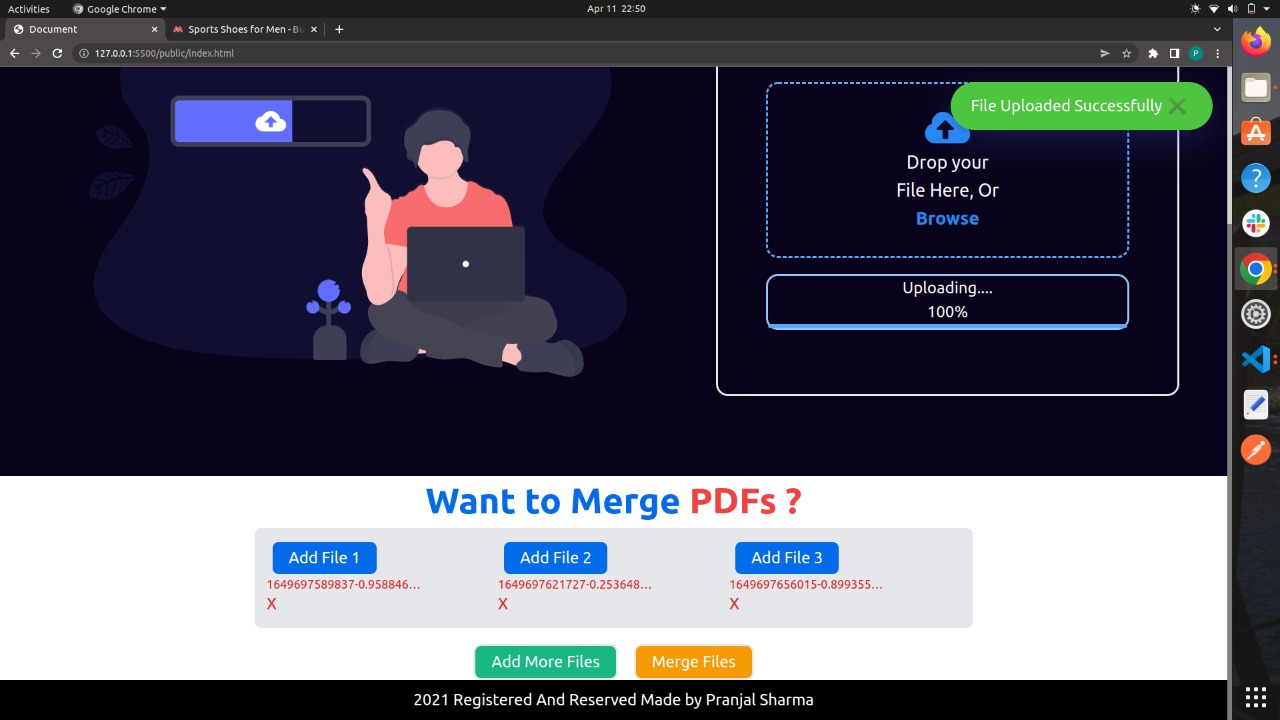 Activities
Google Chrome
Apr 11 22:50
Document
Sports Shoes for Men - Bu
127.0.0.1:5500/public/index.html
P
File Uploaded Successfully
Drop your
File Here, Or
Browse
Uploading....
100%
Want to Merge PDFs ?
Add File 1
Add File 2
Add File 3
1649697589837-0.958846...
1649697621727-0.253648...
1649697656015-0.899355...
X
X
X
Add More Files
Merge Files
2021 Registered And Reserved Made by Pranjal Sharma